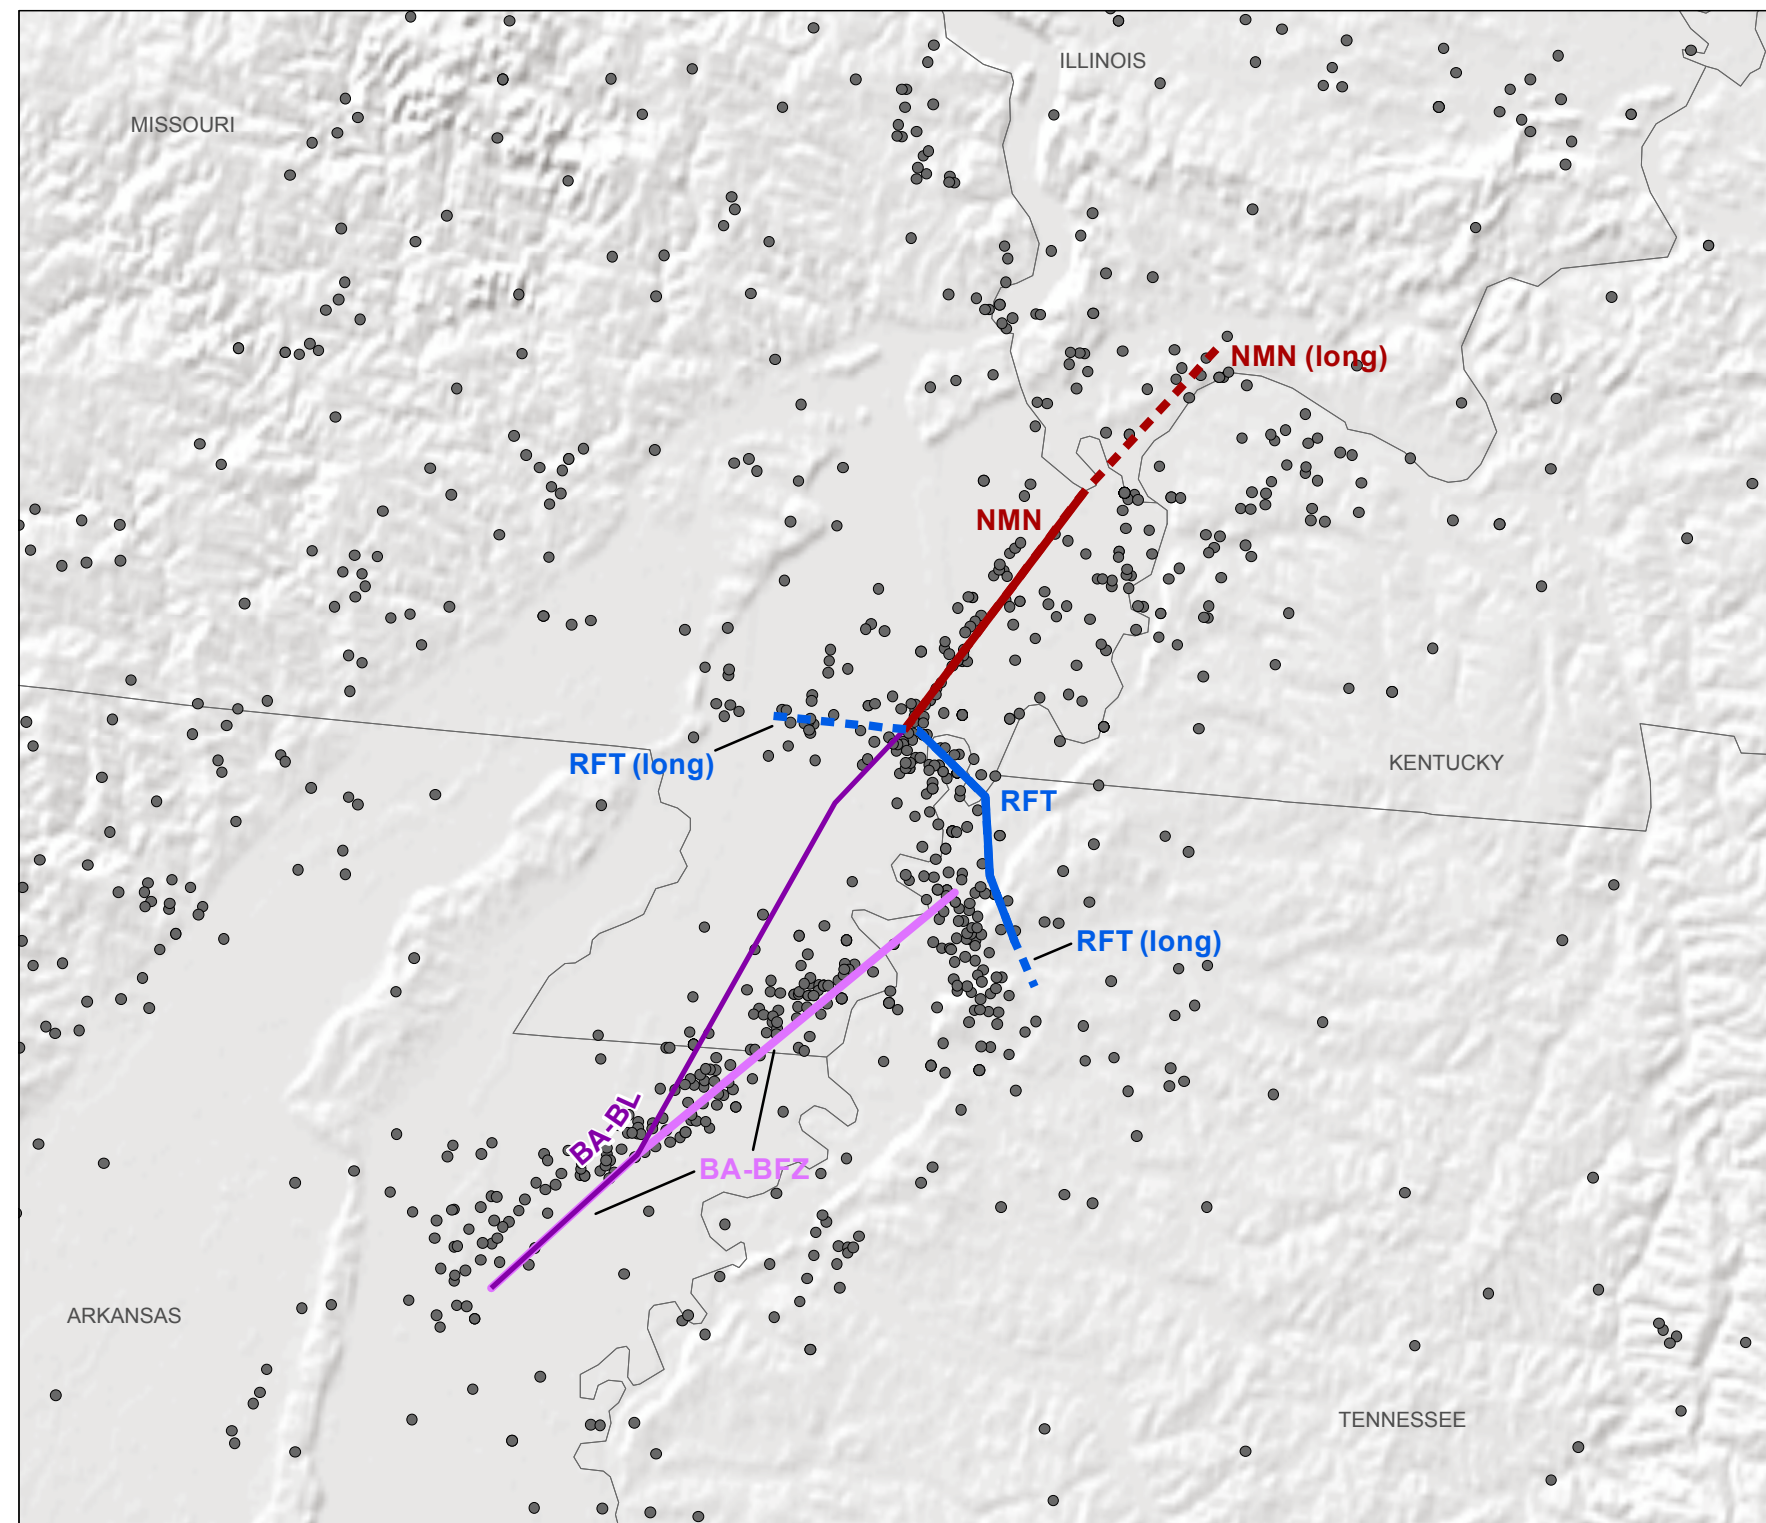 ILLINOIS
MISSOURI
NMN (long)
NMN
RFT (long)
KENTUCKY
RFT
RFT (long)
BA-BL
BA-BFZ
ARKANSAS
TENNESSEE